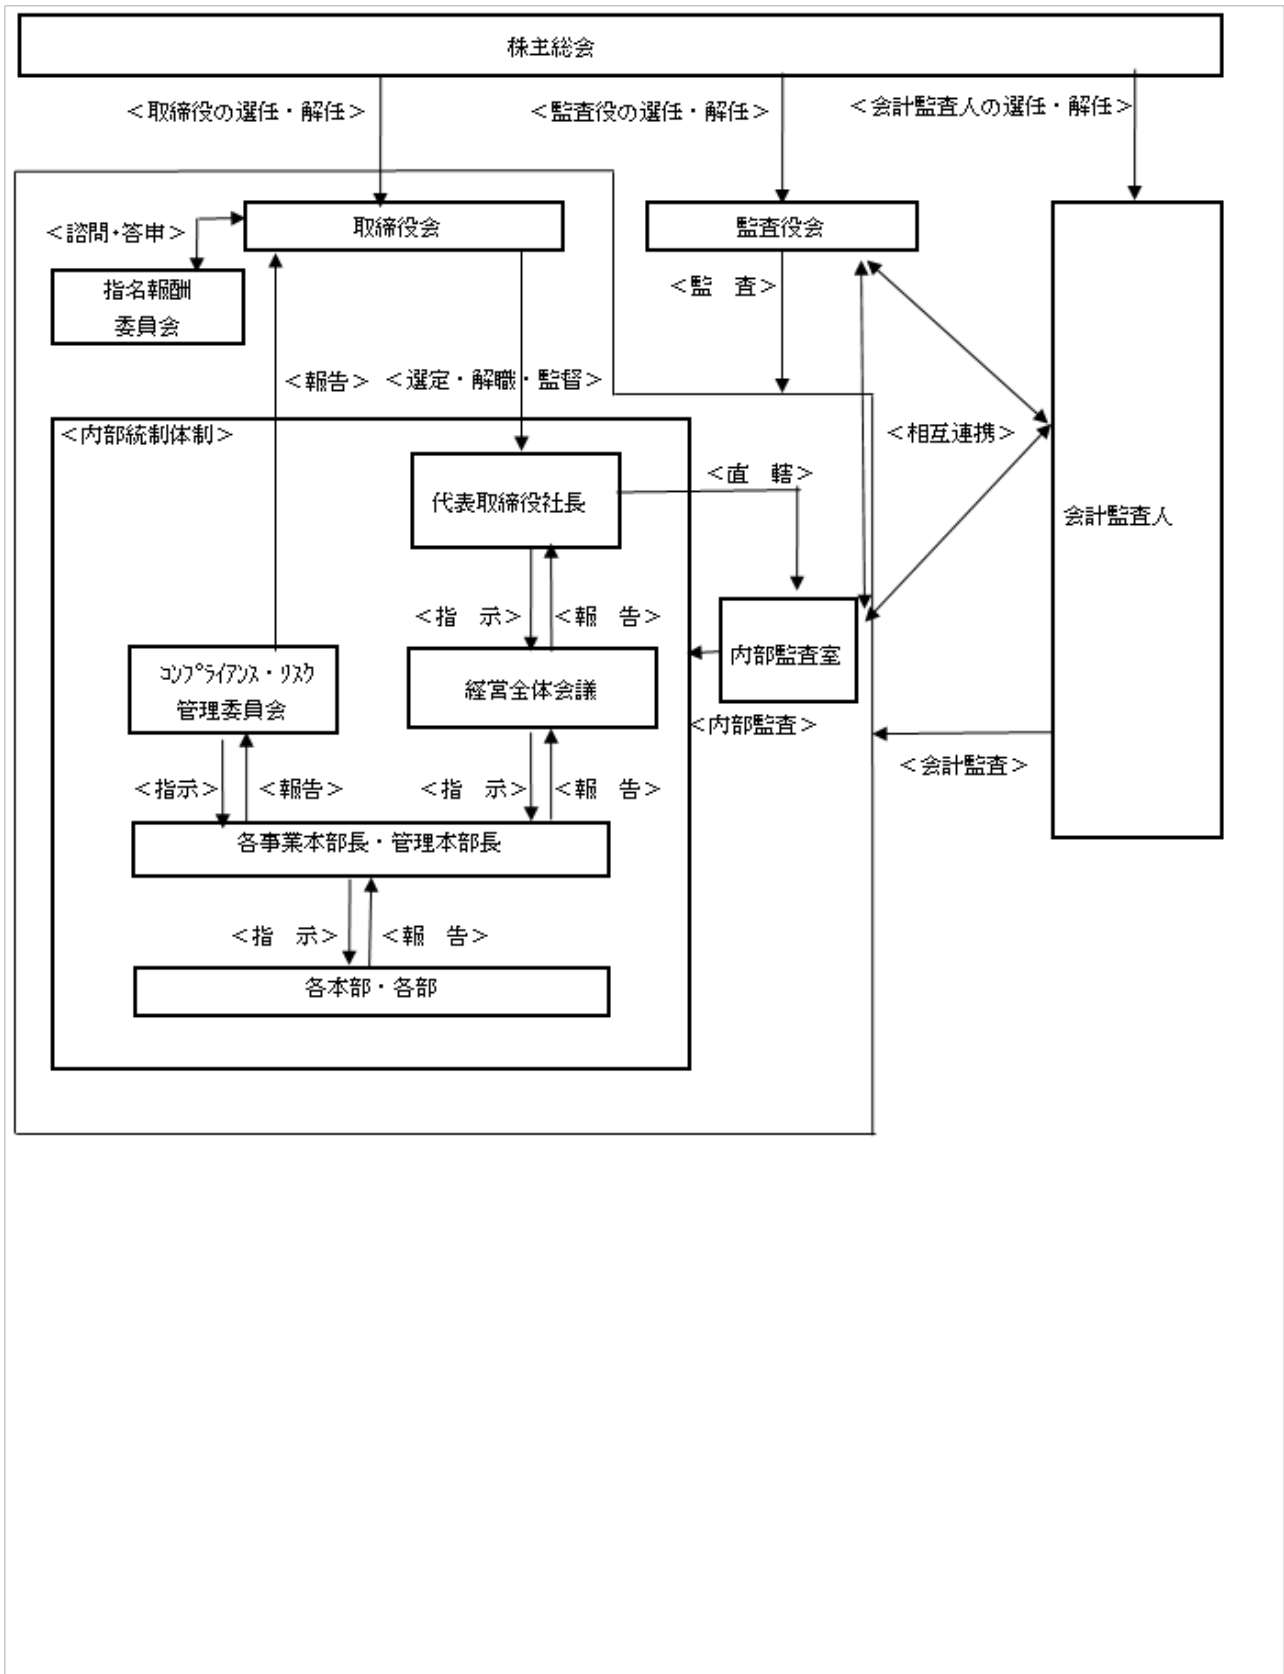 株主総会
＜取締役の選任・解任＞
＜監査役の選任・解任＞
＜会計監査人の選任・解任＞
取締役会
監査役会
＜諮問・答申＞
指名報酬
委員会
＜監　査＞
＜報告＞
＜選定・解職・監督＞
＜内部統制体制＞
＜相互連携＞
＜直　轄＞
代表取締役社長
会計監査人
＜指　示＞
＜報　告＞
内部監査室
ｺﾝﾌﾟﾗｲｱﾝｽ・ﾘｽｸ
管理委員会
経営全体会議
＜内部監査＞
＜会計監査＞
＜指示＞
＜報告＞
＜指　示＞
＜報　告＞
各事業本部長・管理本部長
＜指　示＞
＜報　告＞
各本部・各部